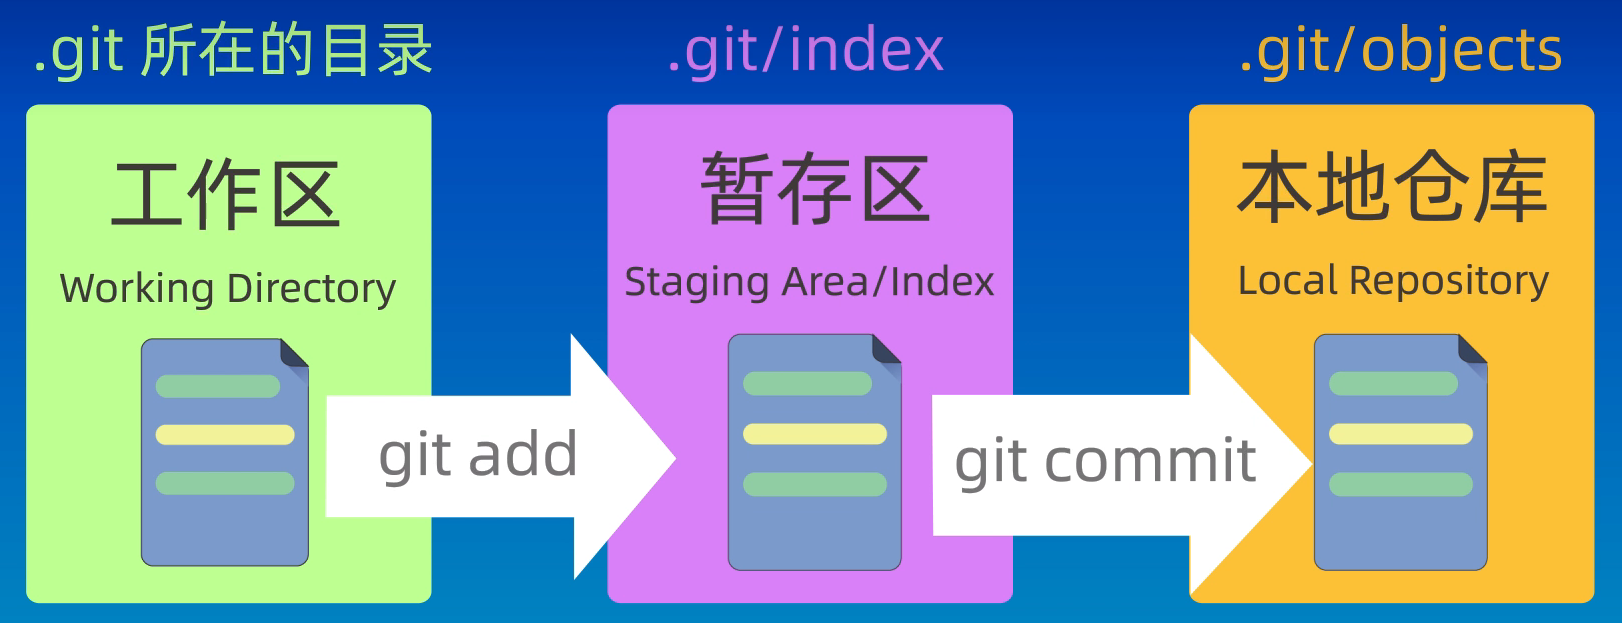 .git 所在的目录
.git/index
.git/objects
工作区
Working Directory
暂存区
Staging Area/Index
本地仓库
Local Repository
git add
git commit